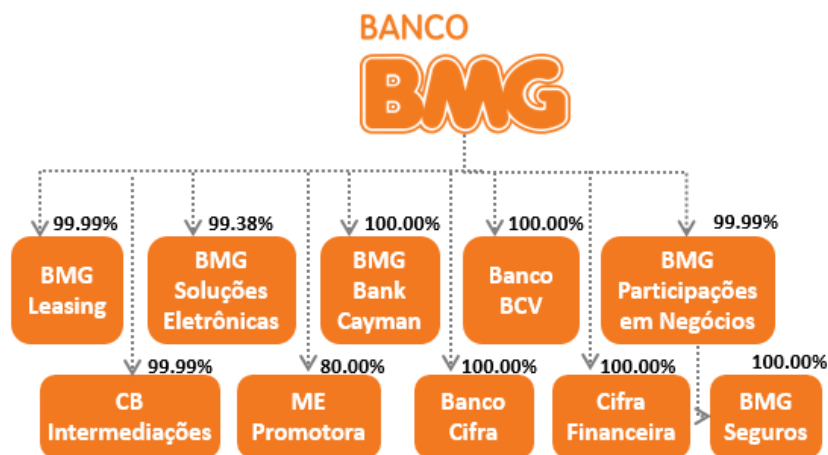 BANCO
BMG
99.99%
99.38%
100.00%
100.00%
99.99%
BMG
Leasing
BMG
Soluções
Eletrônicas
BMG
Bank
Cayman
Banco
BCV
BMG
Participações
em Negócios
99.99%
80.00%
100.00%
100.00%
100.00%
CB
Intermediações
ME
Promotora
Banco
Cifra
Cifra
Financeira
BMG
Seguros